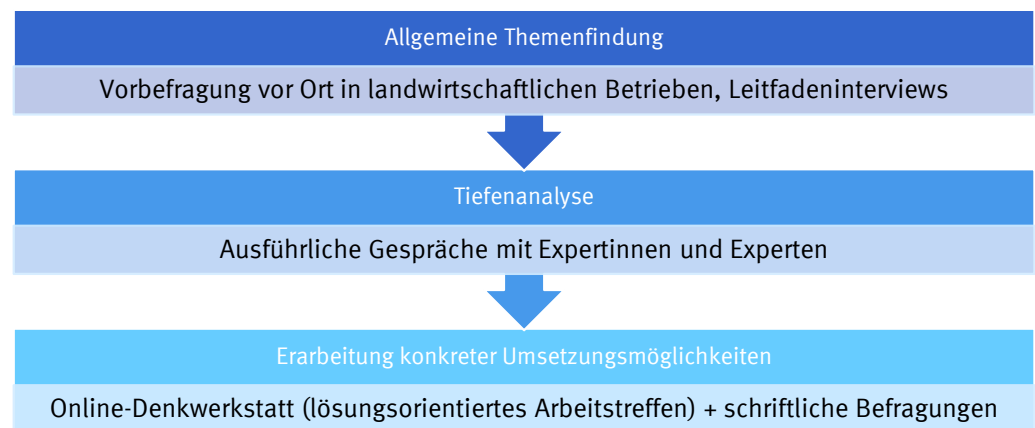 Allgemeine Themenfindung
Vorbefragung vor Ort in landwirtschaftlichen Betrieben, Leitfadeninterviews
Tiefenanalyse
Ausführliche Gespräche mit Expertinnen und Experten
Erarbeitung konkreter Umsetzungsmöglichkeiten
Online-Denkwerkstatt (lösungsorientiertes Arbeitstreffen) + schriftliche Befragungen